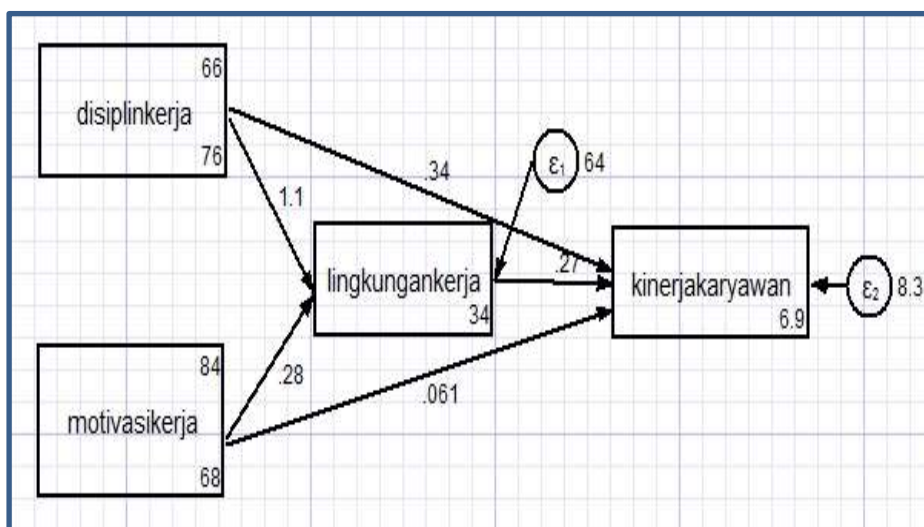 66
disiplinkerja
76
.34
ε1 64
1.1
lingkungankerja
34
.27
kinerjakaryawan
6.9
ε2 8.3
84
.28
motivasikerja
.061
68